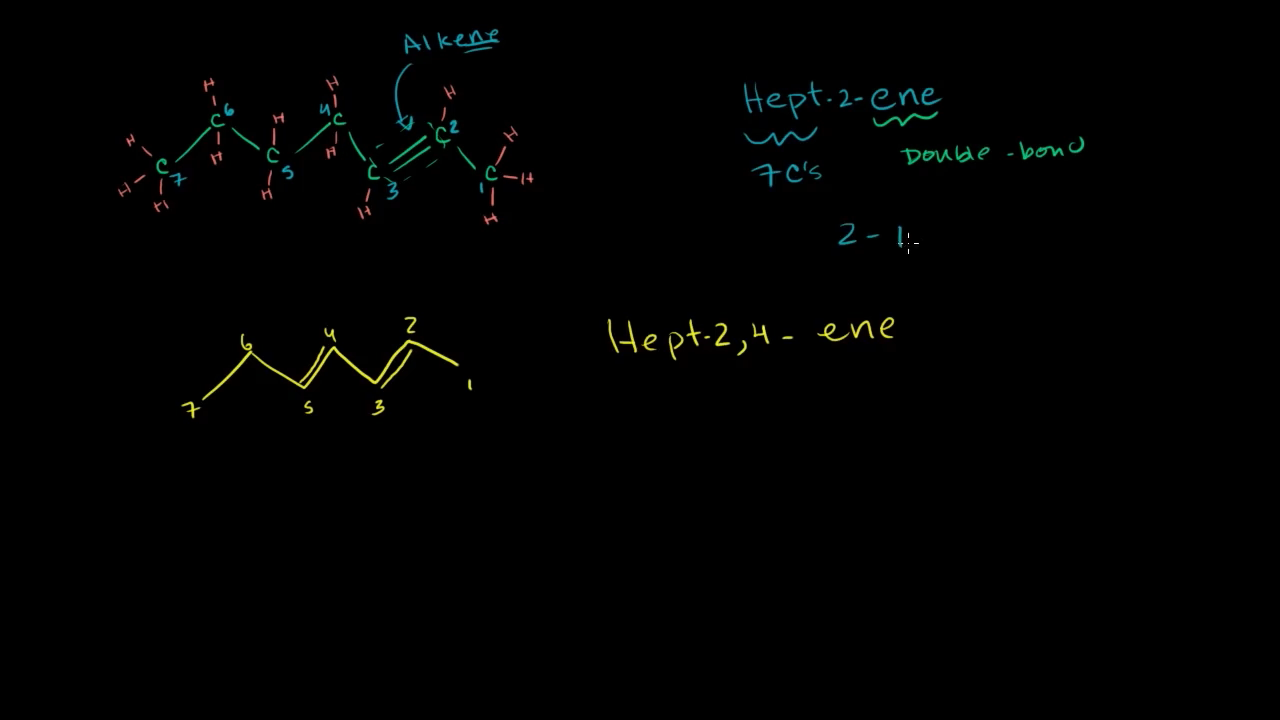 Alkene
H H H
H C 6 H 4 C C 2 H
H C 7 H C 5 H C 3 1 C H
H H H H
Hept-2-ene
7 C's
Double-bond
2-1
6 4 2
7 5 3 1
Hept-2,4-ene